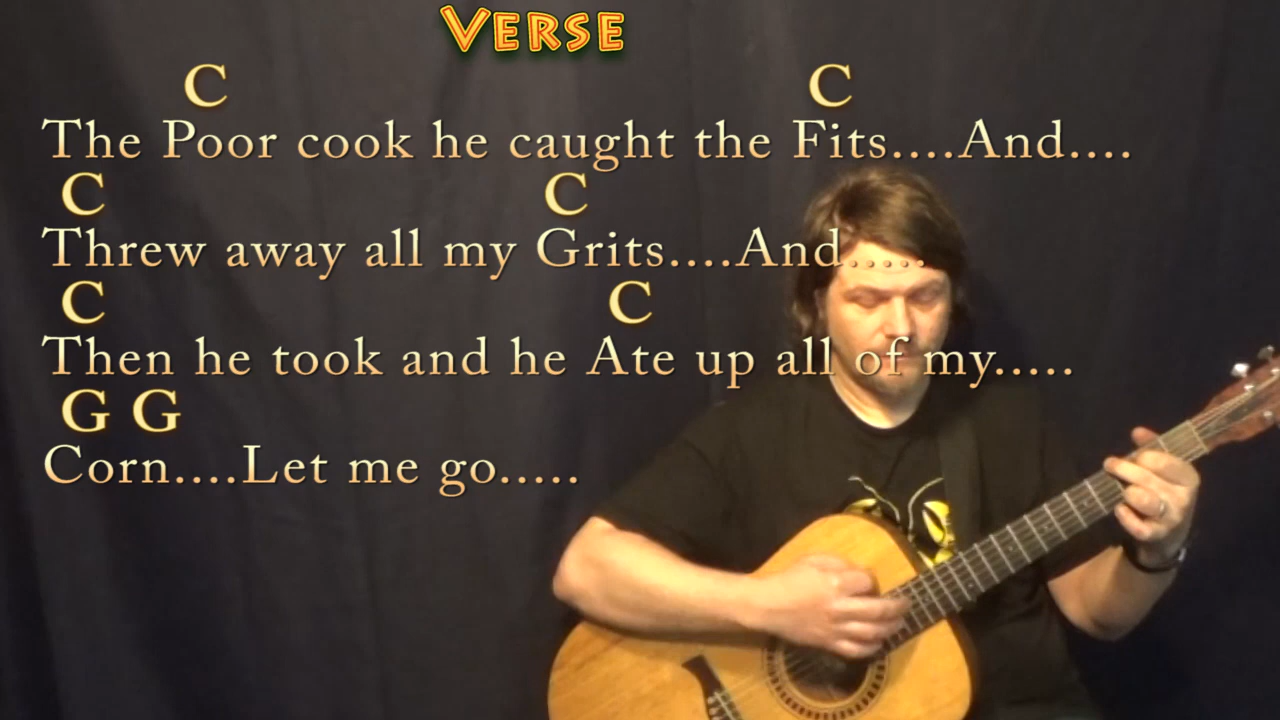 VERSE
C C
The Poor cook he caught the Fits....And....
C C
Threw away all my Grits....And.....
C C
Then he took and he Ate up all of my.....
G G
Corn....Let me go.....